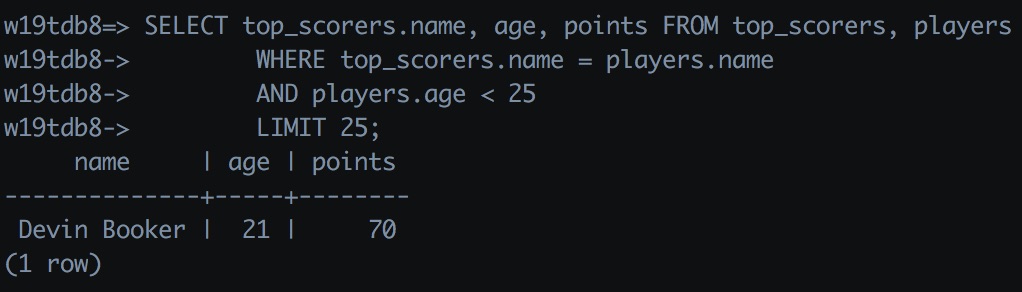 w19tdb8=> SELECT top_scorers.name, age, points FROM top_scorers, players
w19tdb8->         WHERE top_scorers.name = players.name
w19tdb8->         AND players.age < 25
w19tdb8->         LIMIT 25;
     name     | age | points
--------------+-----+--------
 Devin Booker |  21 |     70
(1 row)